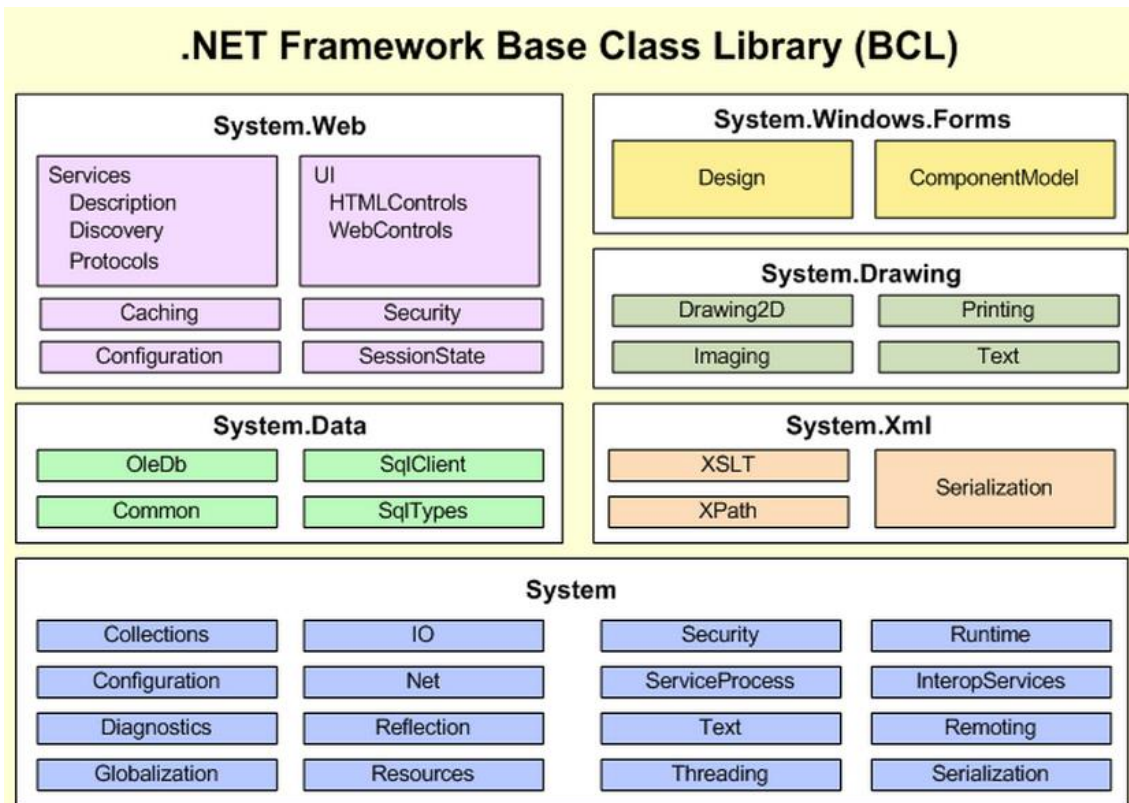 .NET Framework Base Class Library (BCL)
System.Web
Services
Description
Discovery
Protocols
UI
HTMLControls
WebControls
Caching
Security
Configuration
SessionState
System.Windows.Forms
Design
ComponentModel
System.Drawing
Drawing2D
Printing
Imaging
Text
System.Data
OleDb
SqlClient
Common
SqlTypes
System.Xml
XSLT
XPath
Serialization
System
Collections
IO
Security
Runtime
Configuration
Net
ServiceProcess
InteropServices
Diagnostics
Reflection
Text
Remoting
Globalization
Resources
Threading
Serialization